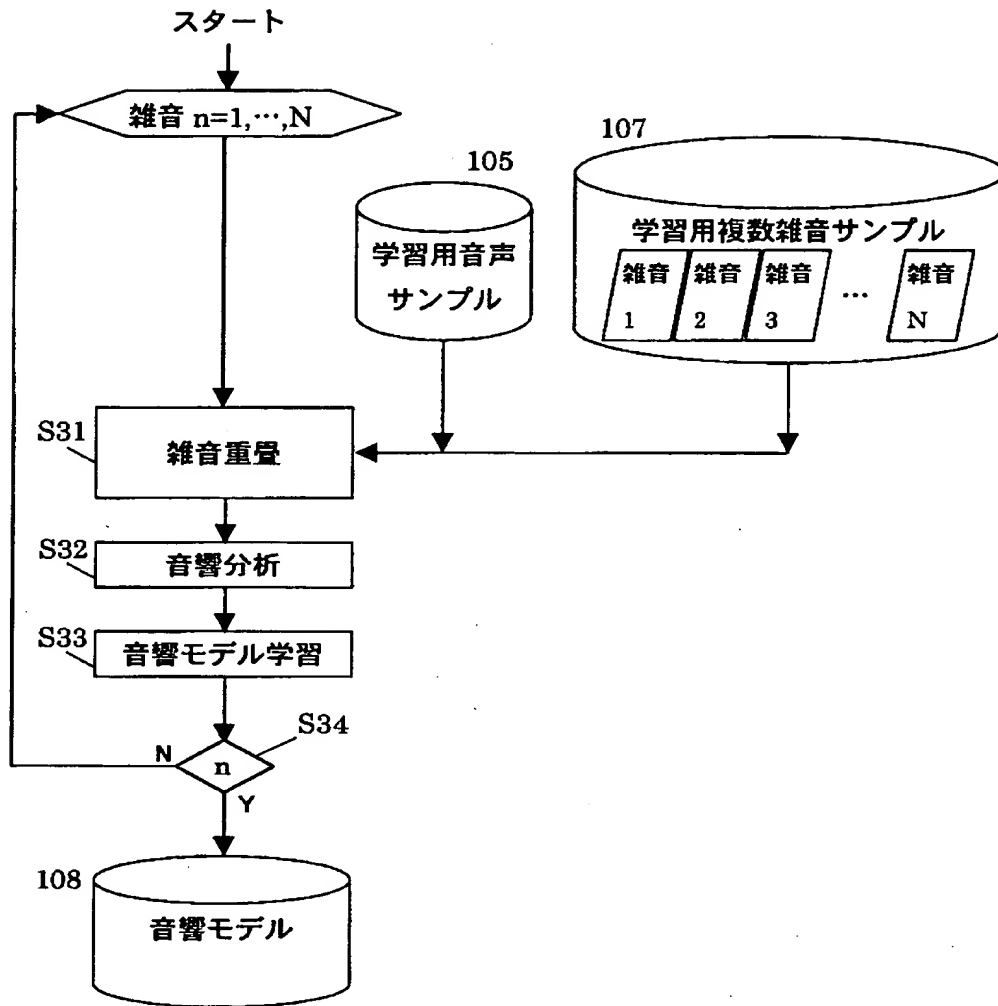 スタート
雑音 n=1,…,N
105
107
学習用音声
サンプル
学習用複数雑音サンプル
雑音
1
雑音
2
雑音
3
…
雑音
N
S31
雑音重畳
S32
音響分析
S33
音響モデル学習
S34
N
n
Y
108
音響モデル